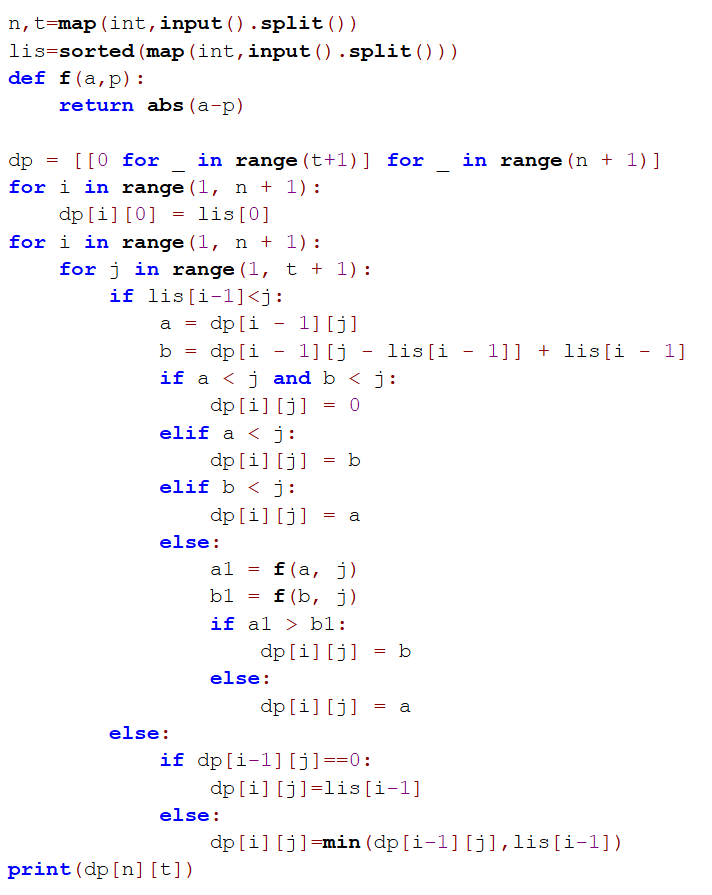 n,t=map(int,input().split())
lis=sorted(map(int,input().split()))
def f(a,p):
    return abs(a-p)

dp = [[0 for _ in range(t+1)] for _ in range(n + 1)]
for i in range(1, n + 1):
    dp[i][0] = lis[0]
for i in range(1, n + 1):
    for j in range(1, t + 1):
        if lis[i-1]<j:
            a = dp[i - 1][j]
            b = dp[i - 1][j - lis[i - 1]] + lis[i - 1]
            if a < j and b < j:
                dp[i][j] = 0
            elif a < j:
                dp[i][j] = b
            elif b < j:
                dp[i][j] = a
            else:
                a1 = f(a, j)
                b1 = f(b, j)
                if a1 > b1:
                    dp[i][j] = b
                else:
                    dp[i][j] = a
        else:
            if dp[i-1][j]==0:
                dp[i][j]=lis[i-1]
            else:
                dp[i][j]=min(dp[i-1][j],lis[i-1])
print(dp[n][t])